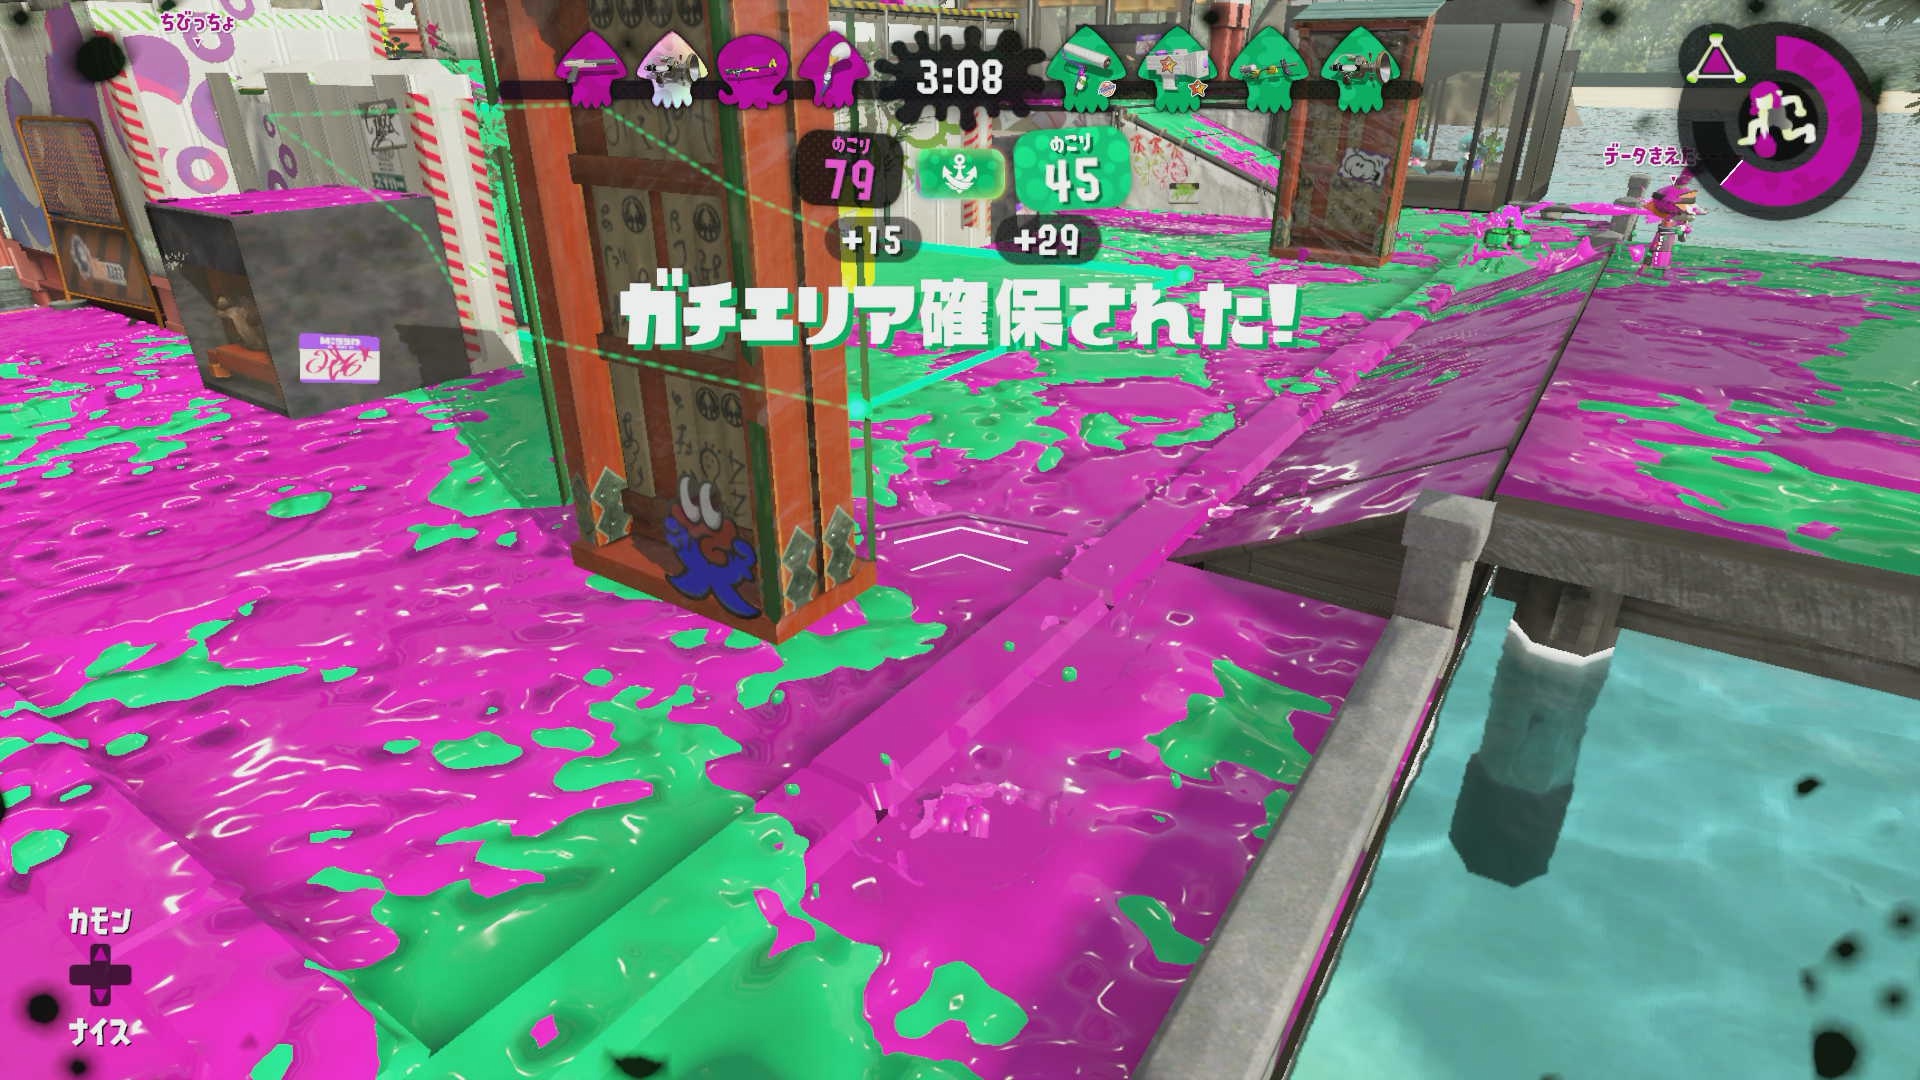 ちびっちょ
3:08
のこり
79
+15
のこり
45
+29
データきえた
ガチエリア確保された!
カモン
ナイス